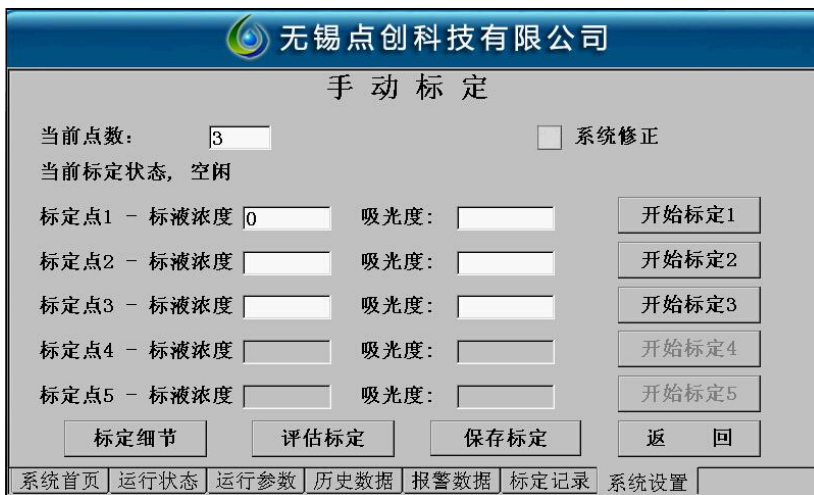 无锡点创科技有限公司
手动标定
当前点数: 3 系统修正
当前标定状态, 空闲
标定点1 - 标液浓度 0 吸光度: 开始标定1
标定点2 - 标液浓度 吸光度: 开始标定2
标定点3 - 标液浓度 吸光度: 开始标定3
标定点4 - 标液浓度 吸光度: 开始标定4
标定点5 - 标液浓度 吸光度: 开始标定5
标定细节 评估标定 保存标定 返回
系统首页 运行状态 运行参数 历史数据 报警数据 标定记录 系统设置